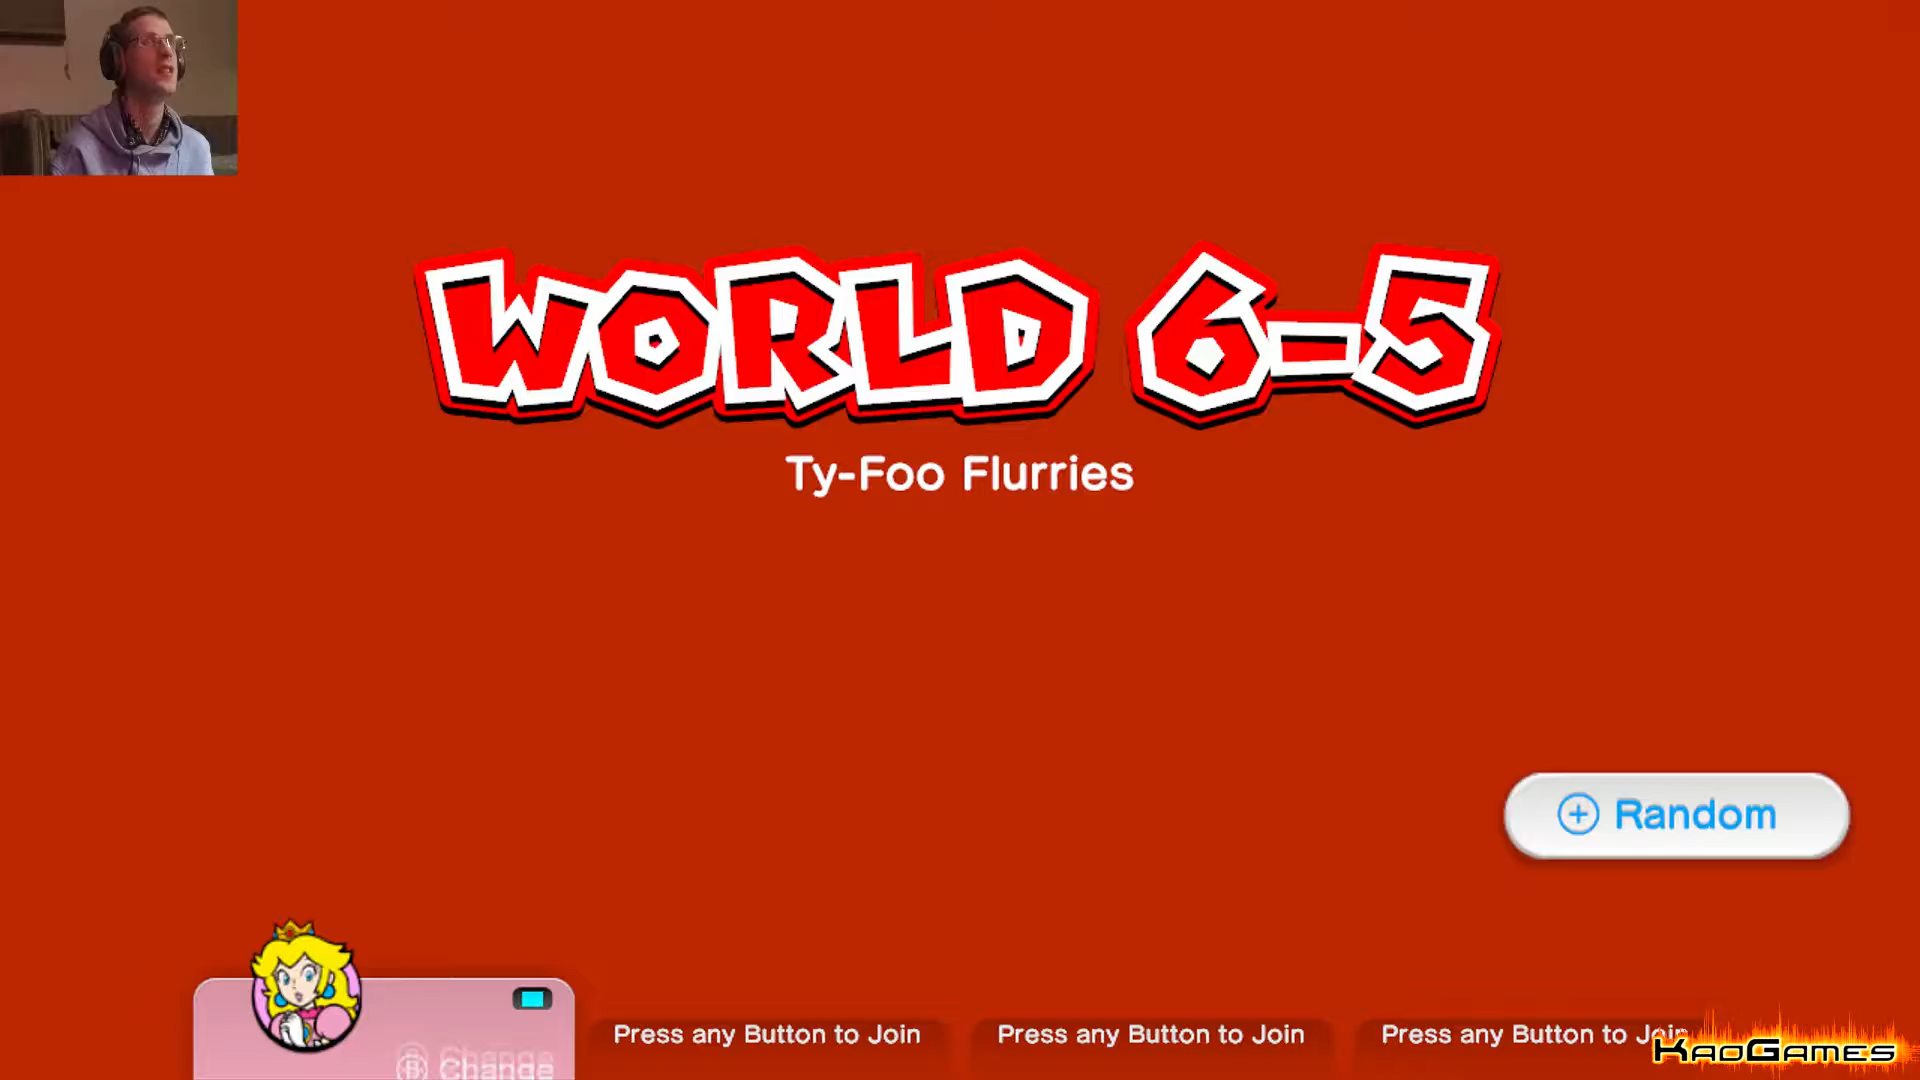 WORLD 6-5
Ty-Foo Flurries
Random
Change
Change
Press any Button to Join
Press any Button to Join
Press any Button to Join
KaoGames